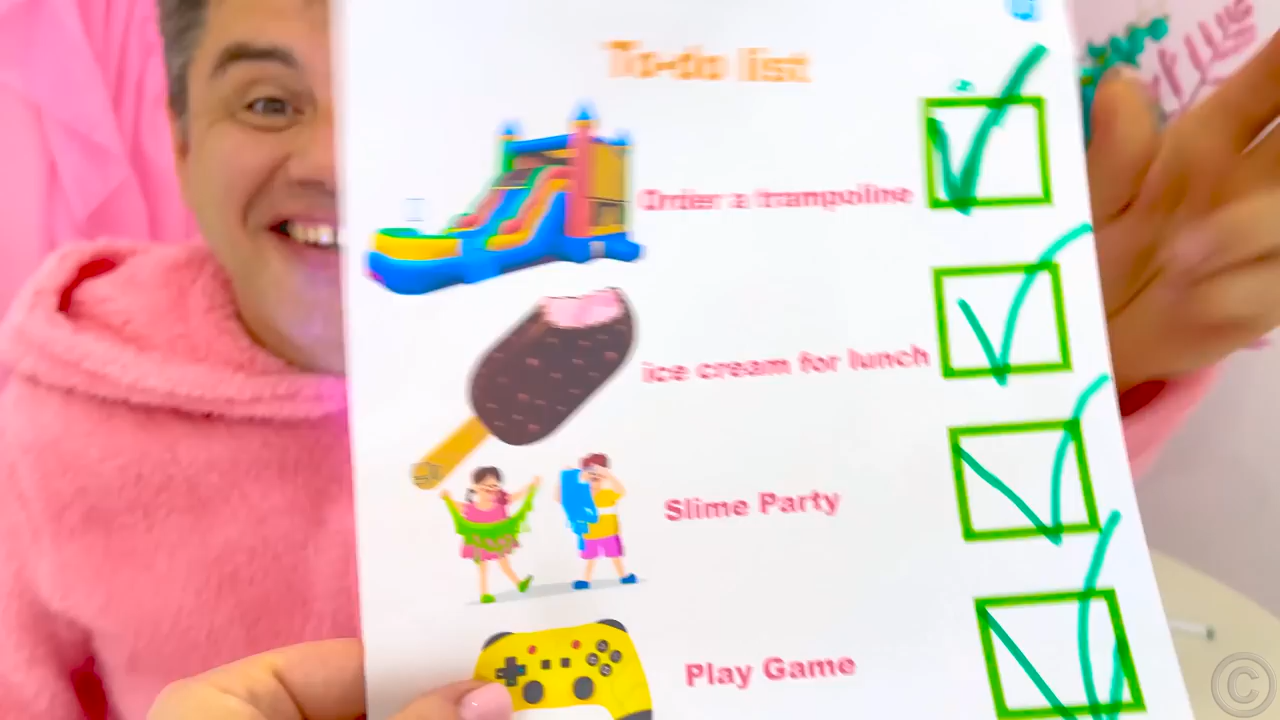 To-do list
Order a trampoline
ice cream for lunch
Slime Party
Play Game
©